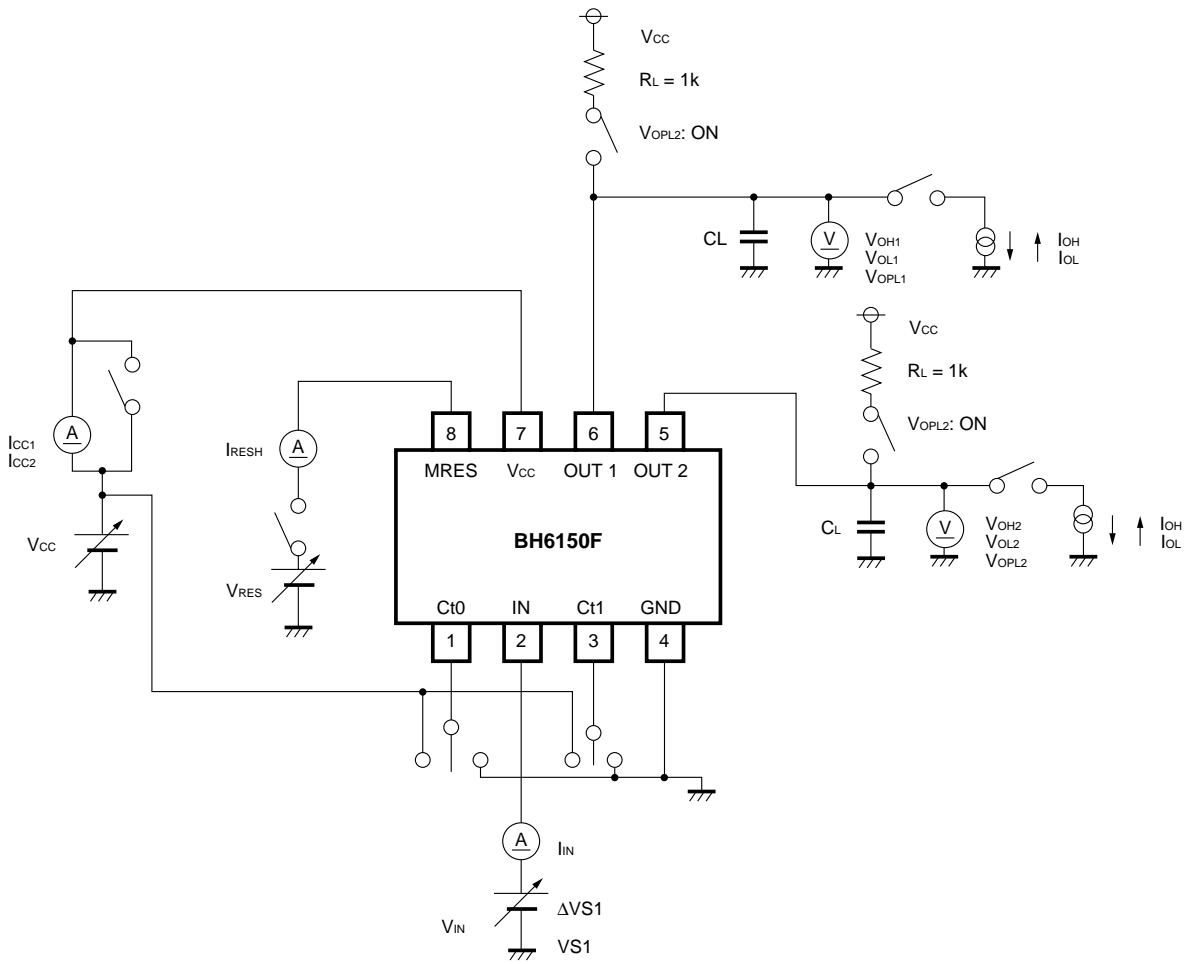 VCC
RL = 1k
VOPL2: ON
CL
V
VOH1
VOL1
VOPL1
IOH
IOL
VCC
RL = 1k
VOPL2: ON
CL
V
VOH2
VOL2
VOPL2
IOH
IOL
A
ICC1
ICC2
VCC
IRESH
A
VRES
8 7 6 5
MRES VCC OUT 1 OUT 2
BH6150F
Ct0 IN Ct1 GND
1 2 3 4
A
IIN
VIN
ΔVS1
VS1